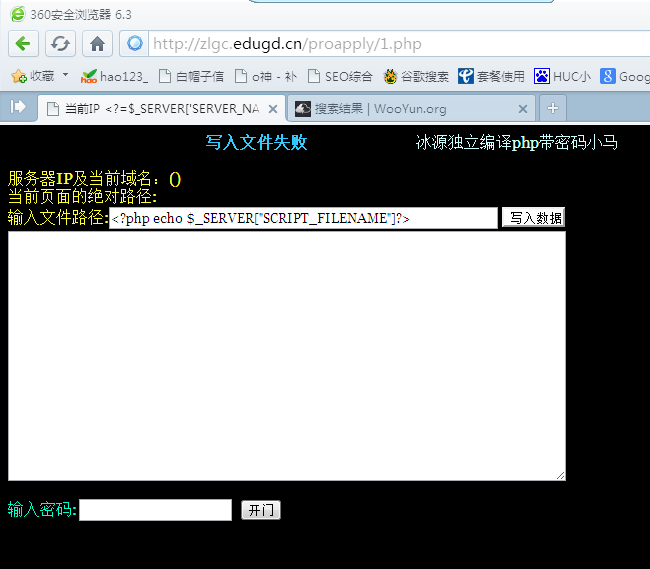 360安全浏览器 6.3
http://zlgc.edugd.cn/proapply/1.php
收藏 hao123_ 白帽子信 o神 - 补 SEO综合 谷歌搜索 套餐使用 HUC小 Goog
当前IP <?=$_SERVER['SERVER_NA 搜索结果 | WooYun.org
写入文件失败 冰源独立编译php带密码小马
服务器IP及当前域名：()
当前页面的绝对路径:
输入文件路径: <?php echo $_SERVER["SCRIPT_FILENAME"]?> 写入数据
输入密码: 开门